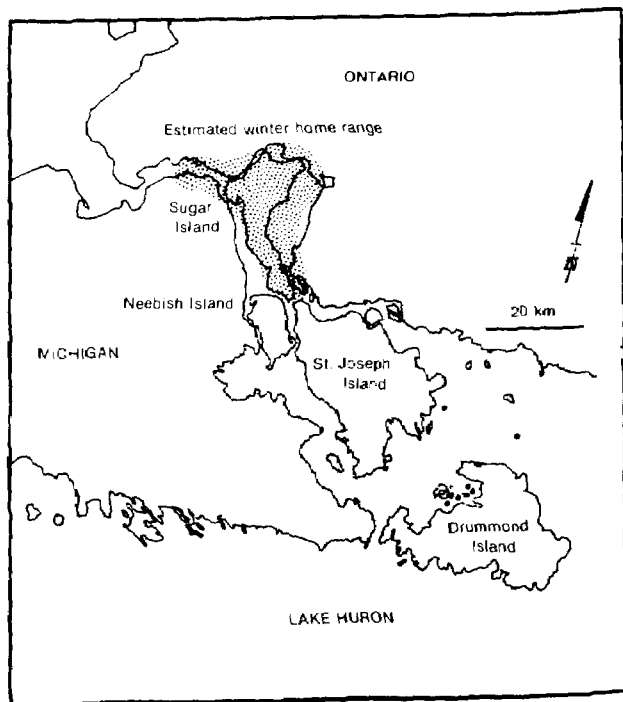 ONTARIO
Estimated winter home range
Sugar
Island
Neebish Island
20 km
MICHIGAN
St. Joseph
Island
Drummond
Island
LAKE HURON